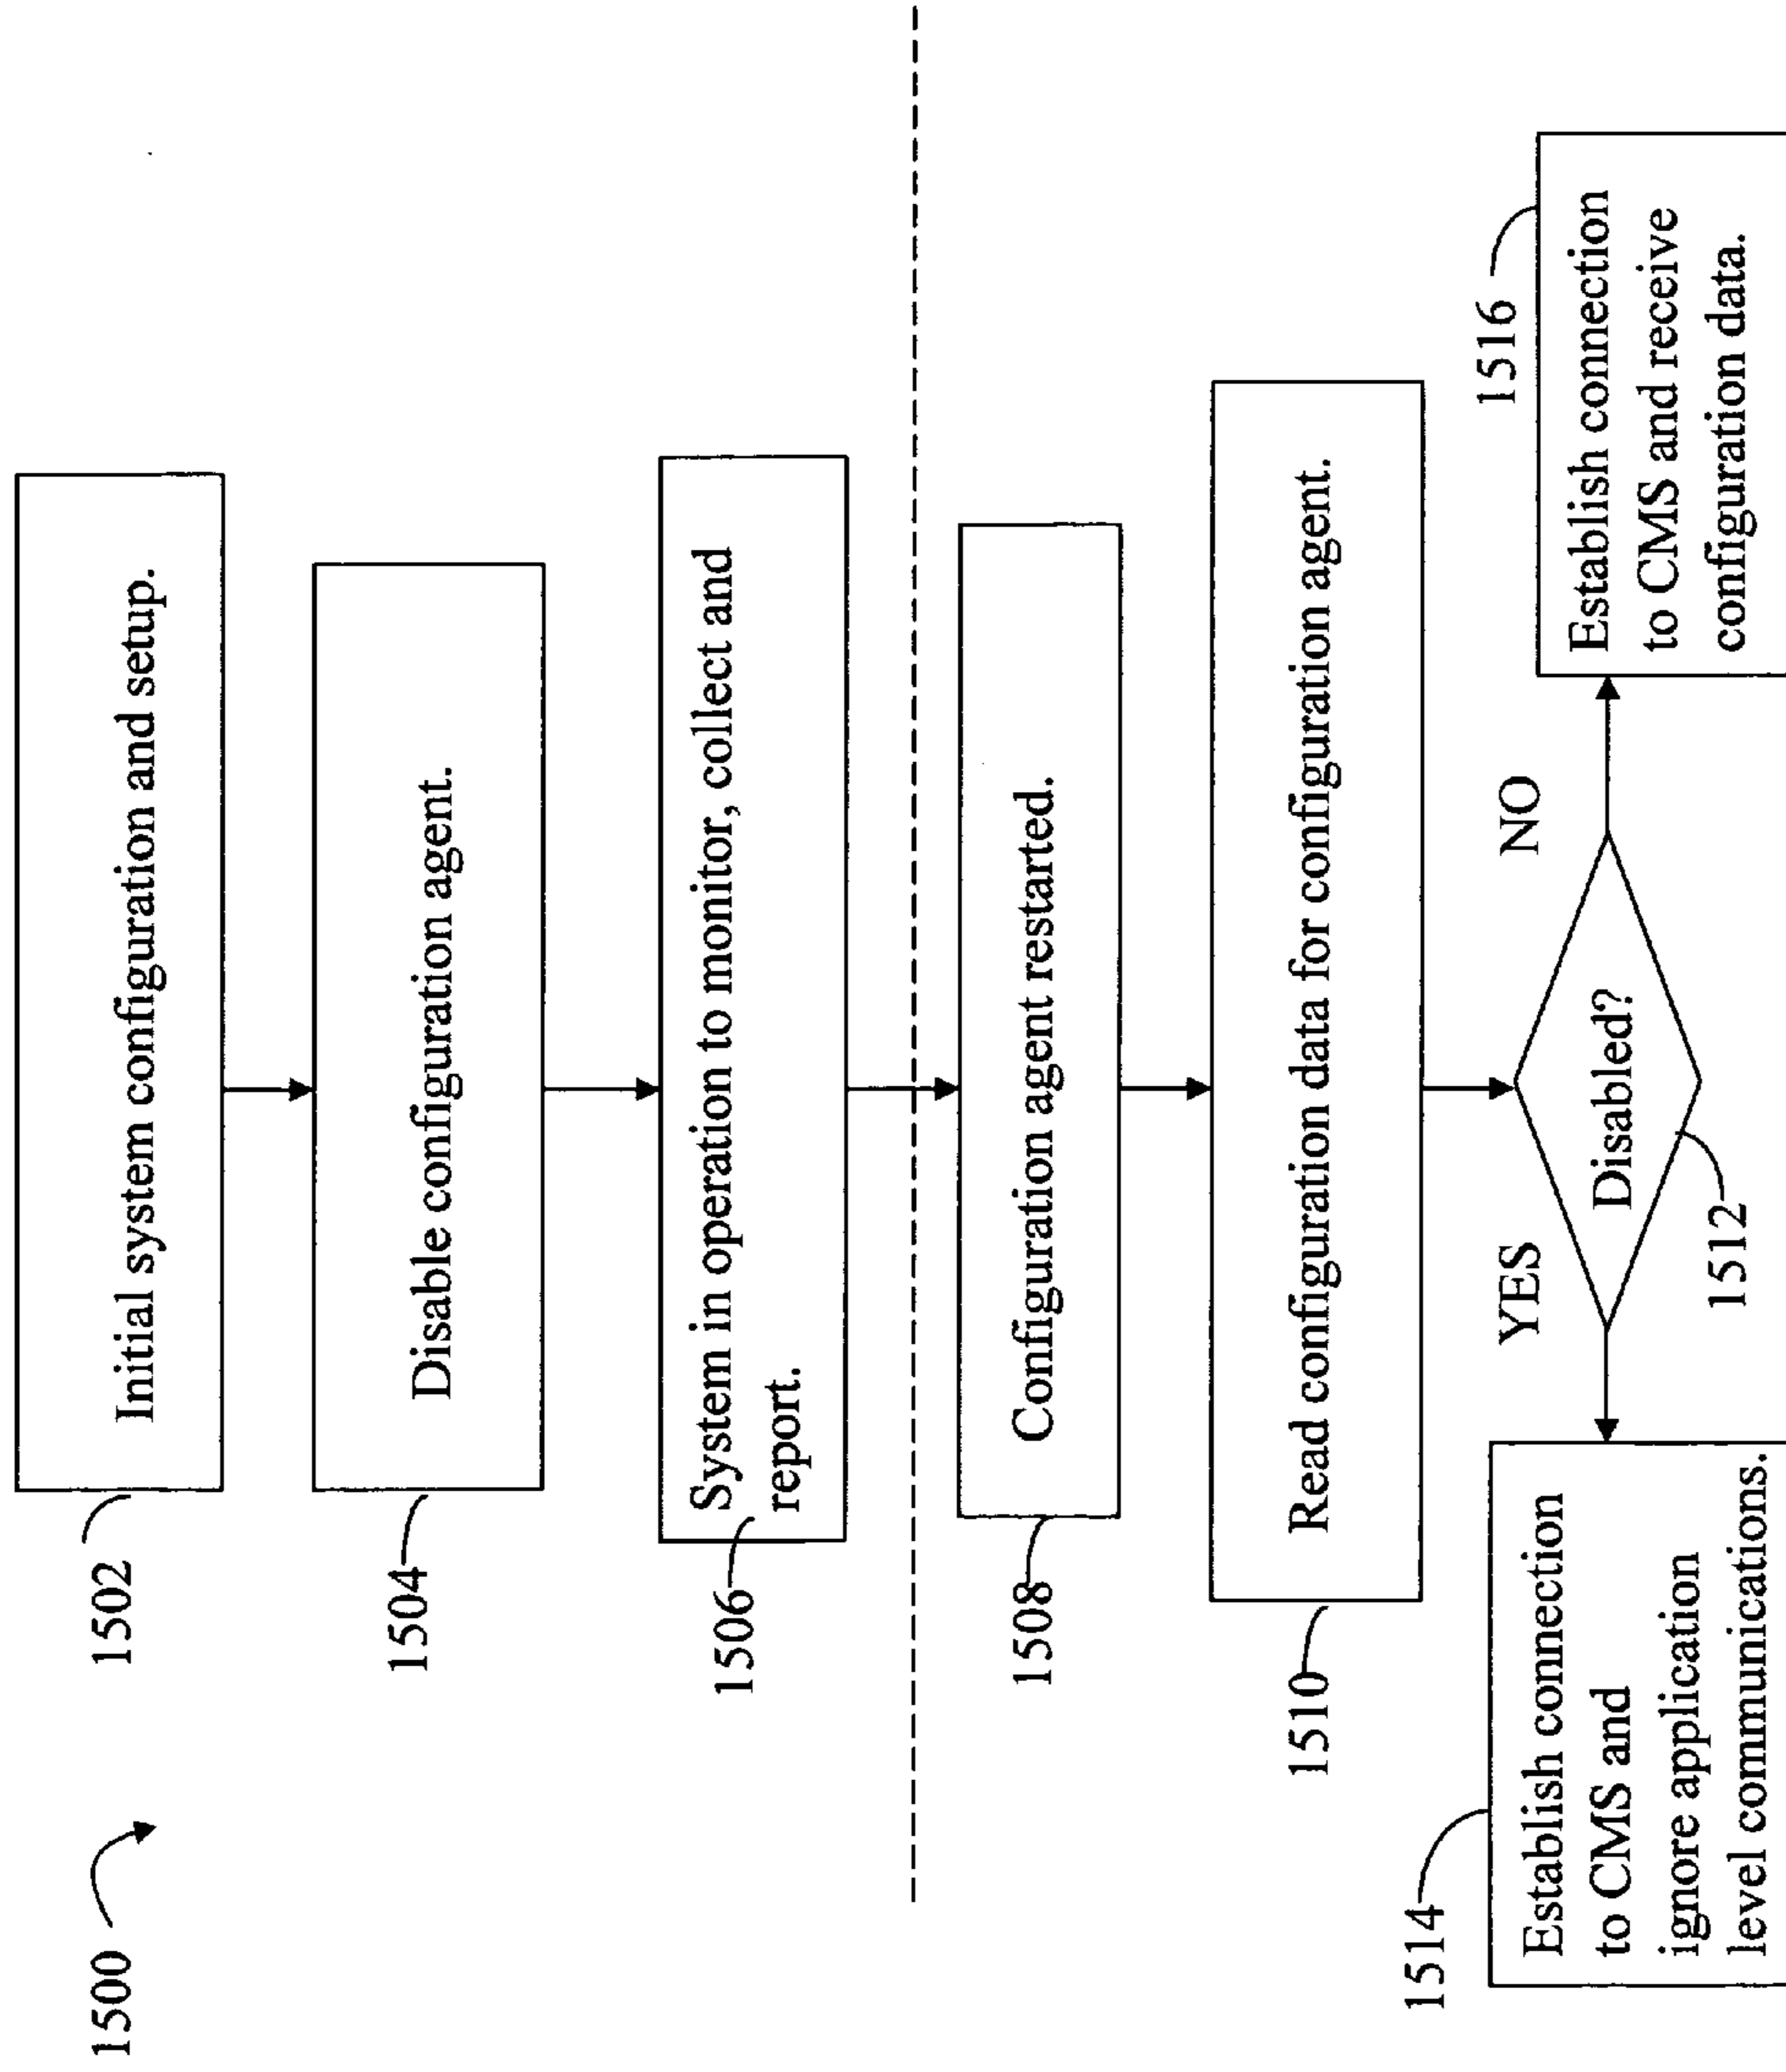 1500
1502
Initial system configuration and setup.
1504
Disable configuration agent.
1506
System in operation to monitor, collect and
report.
1508
Configuration agent restarted.
1510
Read configuration data for configuration agent.
YES
NO
Disabled?
1512
1514
Establish connection
to CMS and
ignore application
level communications.
1516
Establish connection
to CMS and receive
configuration data.